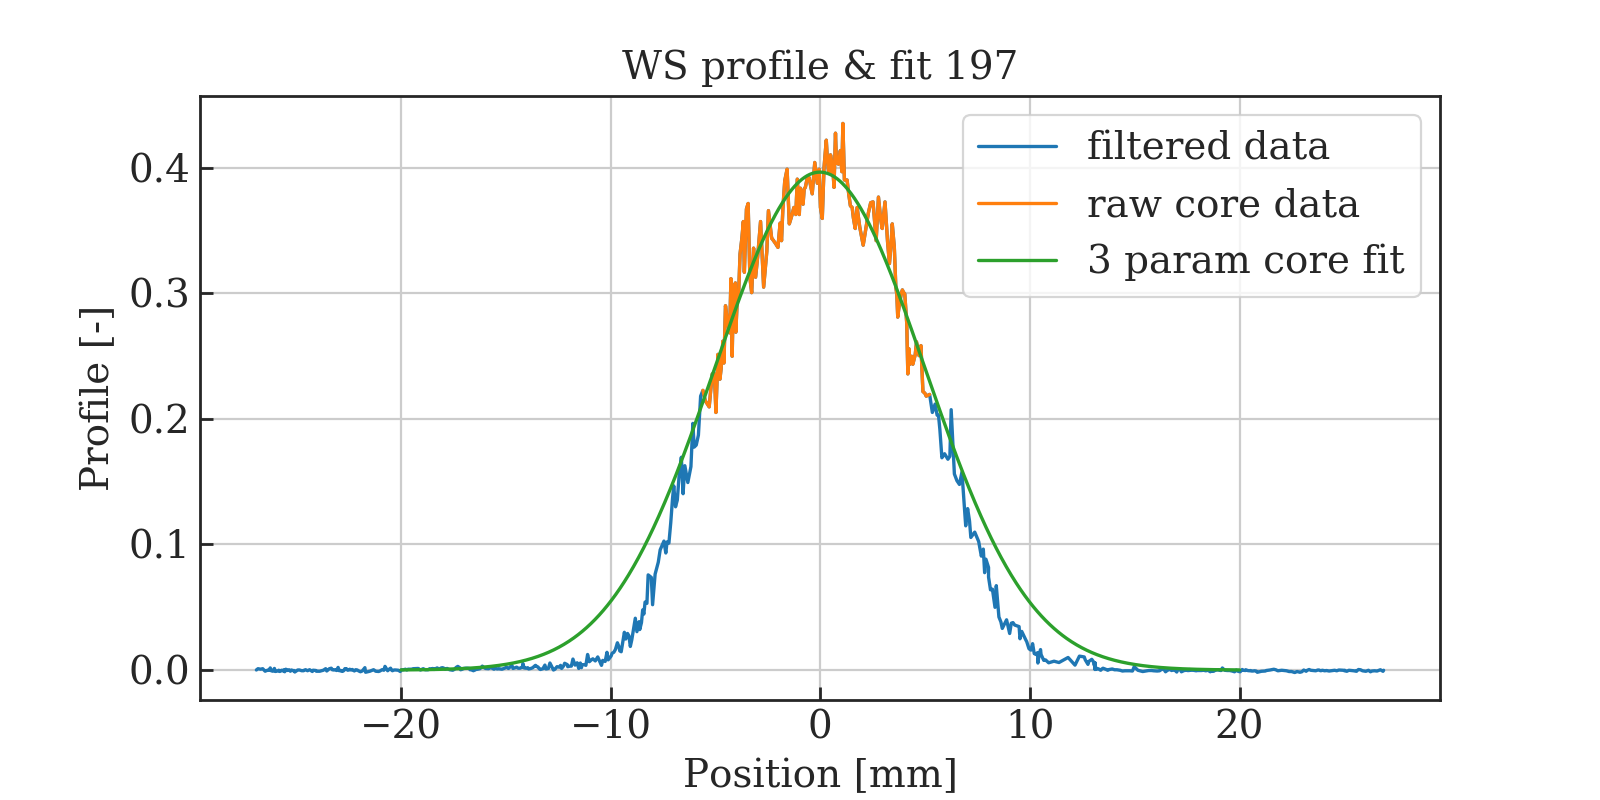 WS profile & fit 197
filtered data
raw core data
3 param core fit
Profile [-]
0.4
0.3
0.2
0.1
0.0
−20 −10 0 10 20
Position [mm]